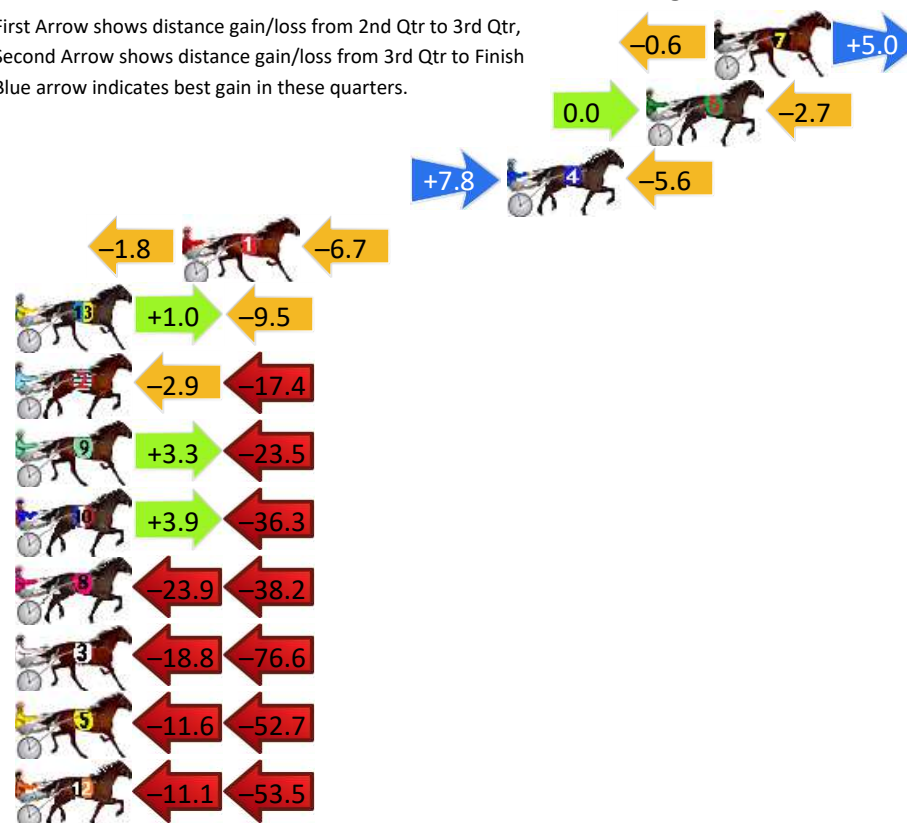 First Arrow shows distance gain/loss from 2nd Qtr to 3rd Qtr,
Second Arrow shows distance gain/loss from 3rd Qtr to Finish
Blue arrow indicates best gain in these quarters.
–0.6 7 +5.0
0.0 –2.7
+7.8 4 –5.6
–1.8 1 –6.7
13 +1.0 –9.5
2 –2.9 –17.4
9 +3.3 –23.5
10 +3.9 –36.3
8 –23.9 –38.2
3 –18.8 –76.6
5 –11.6 –52.7
12 –11.1 –53.5